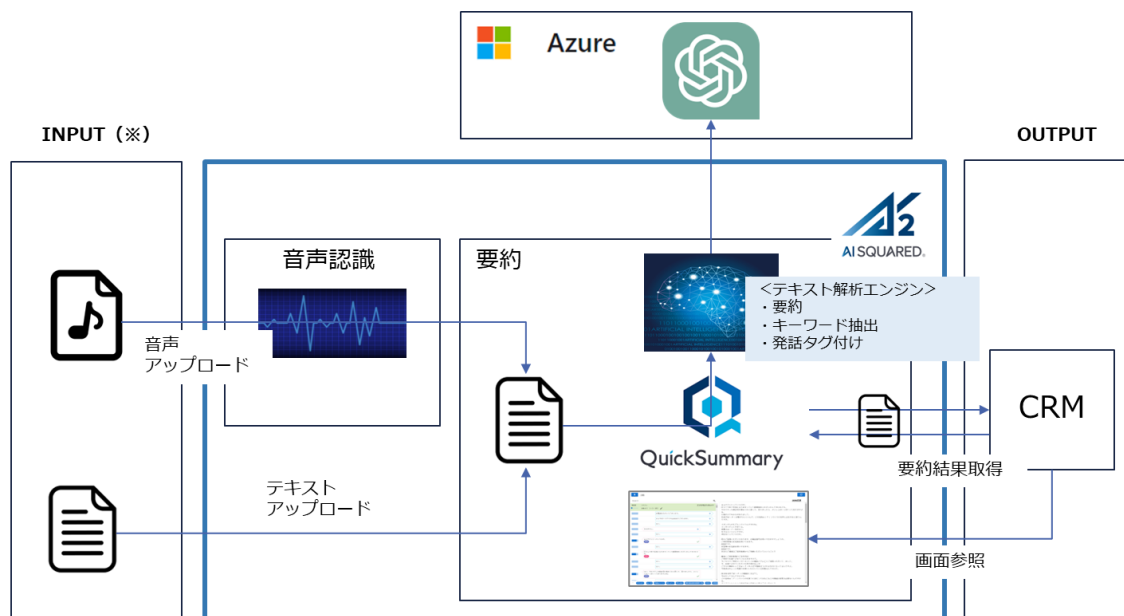 Azure
INPUT（※）
OUTPUT
AI SQUARED®
音声認識
要約
＜テキスト解析エンジン＞
・要約
・キーワード抽出
・発話タグ付け
音声
アップロード
CRM
QuickSummary
要約結果取得
テキスト
アップロード
画面参照